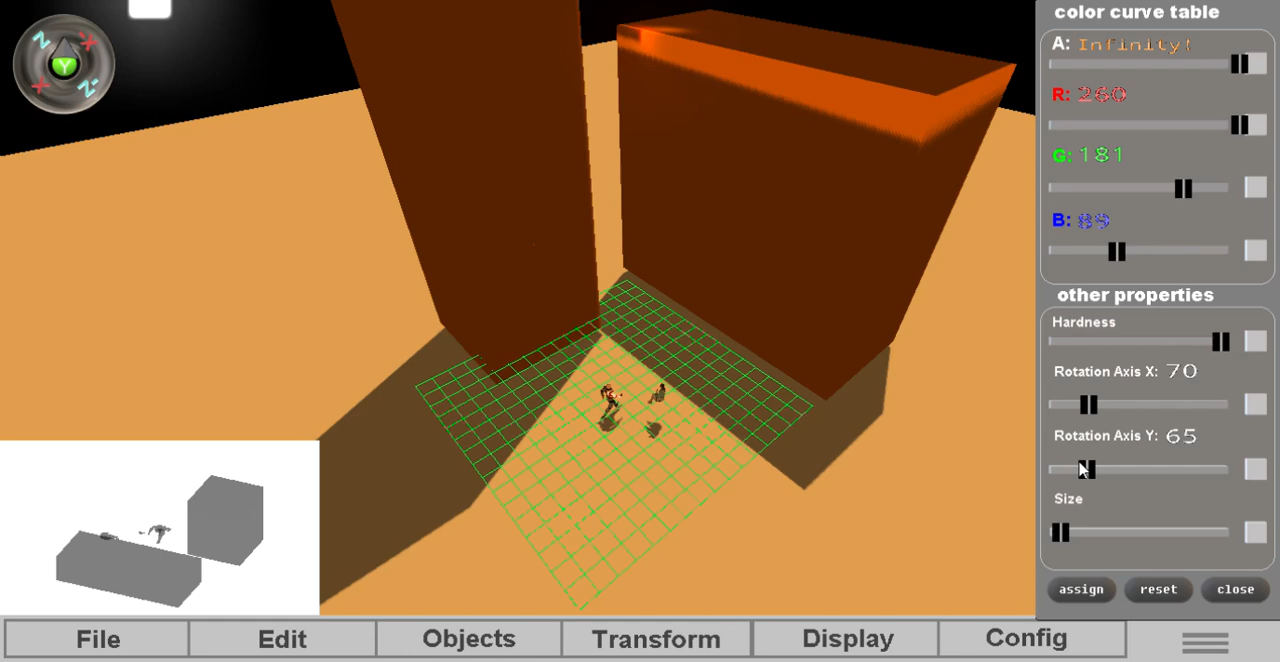 color curve table
A: Infinity!
R: 260
G: 181
B: 89
other properties
Hardness
Rotation Axis X: 70
Rotation Axis Y: 65
Size
assign reset close
Z X
Y
X Z-
File Edit Objects Transform Display Config